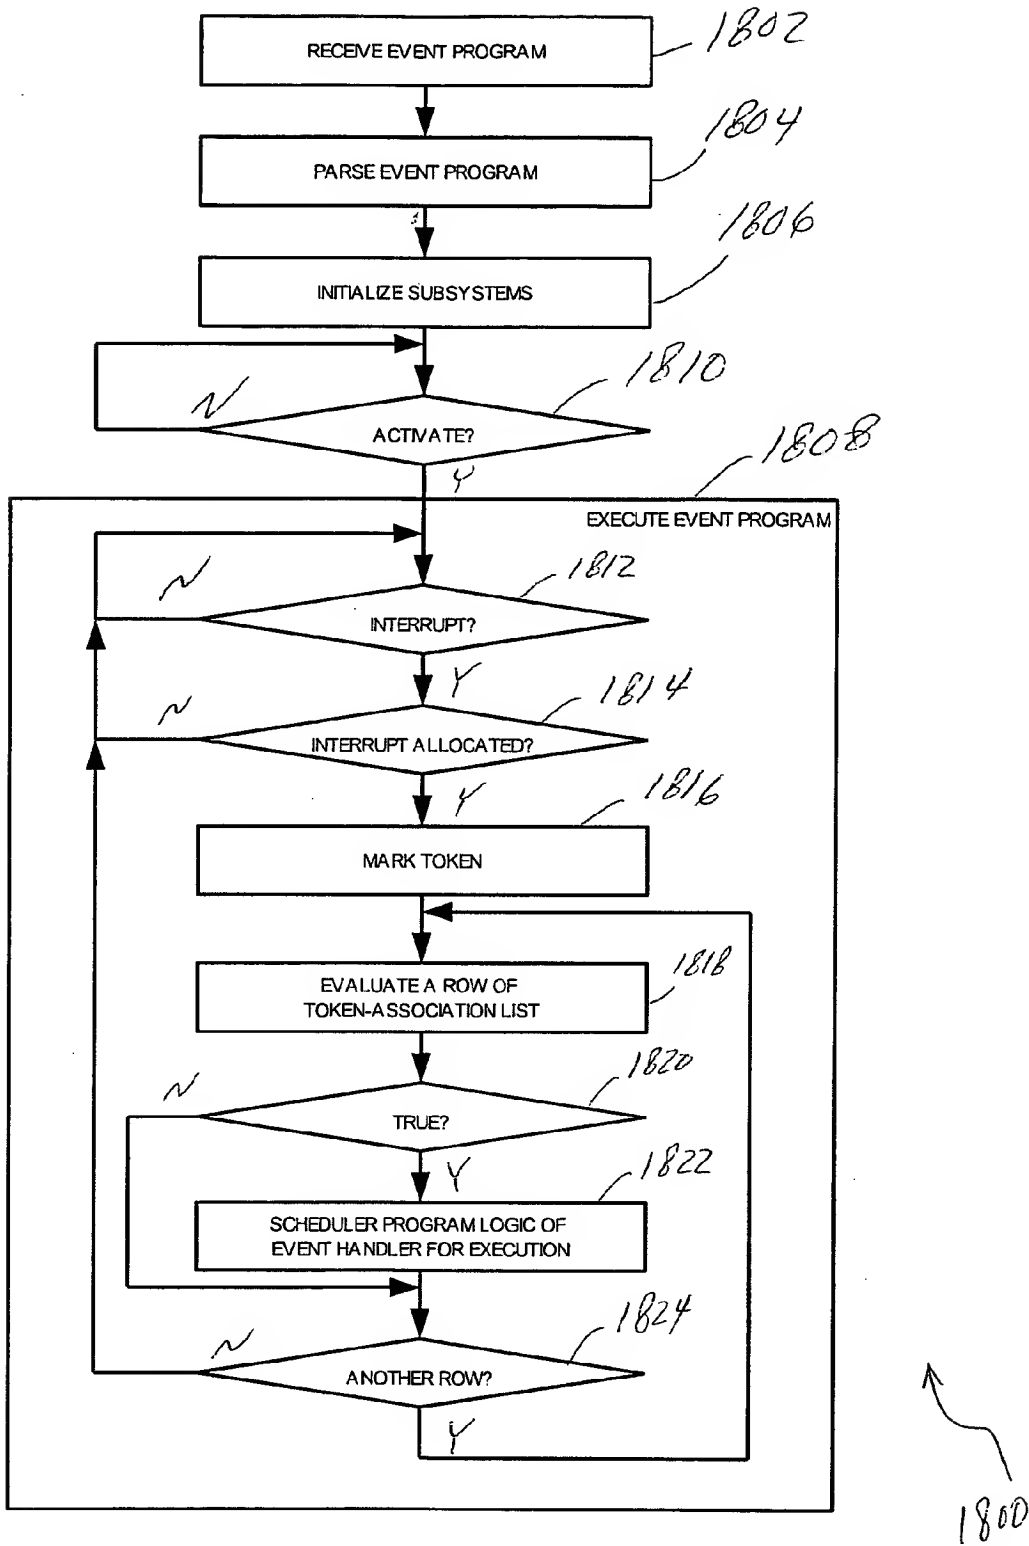 1802
RECEIVE EVENT PROGRAM
1804
PARSE EVENT PROGRAM
1806
INITIALIZE SUBSYSTEMS
1810
N
ACTIVATE?
1808
Y
EXECUTE EVENT PROGRAM
1812
N
INTERRUPT?
Y
1814
N
INTERRUPT ALLOCATED?
1816
Y
MARK TOKEN
1818
EVALUATE A ROW OF
TOKEN-ASSOCIATION LIST
1820
N
TRUE?
1822
Y
SCHEDULER PROGRAM LOGIC OF
EVENT HANDLER FOR EXECUTION
1824
N
ANOTHER ROW?
Y
1800